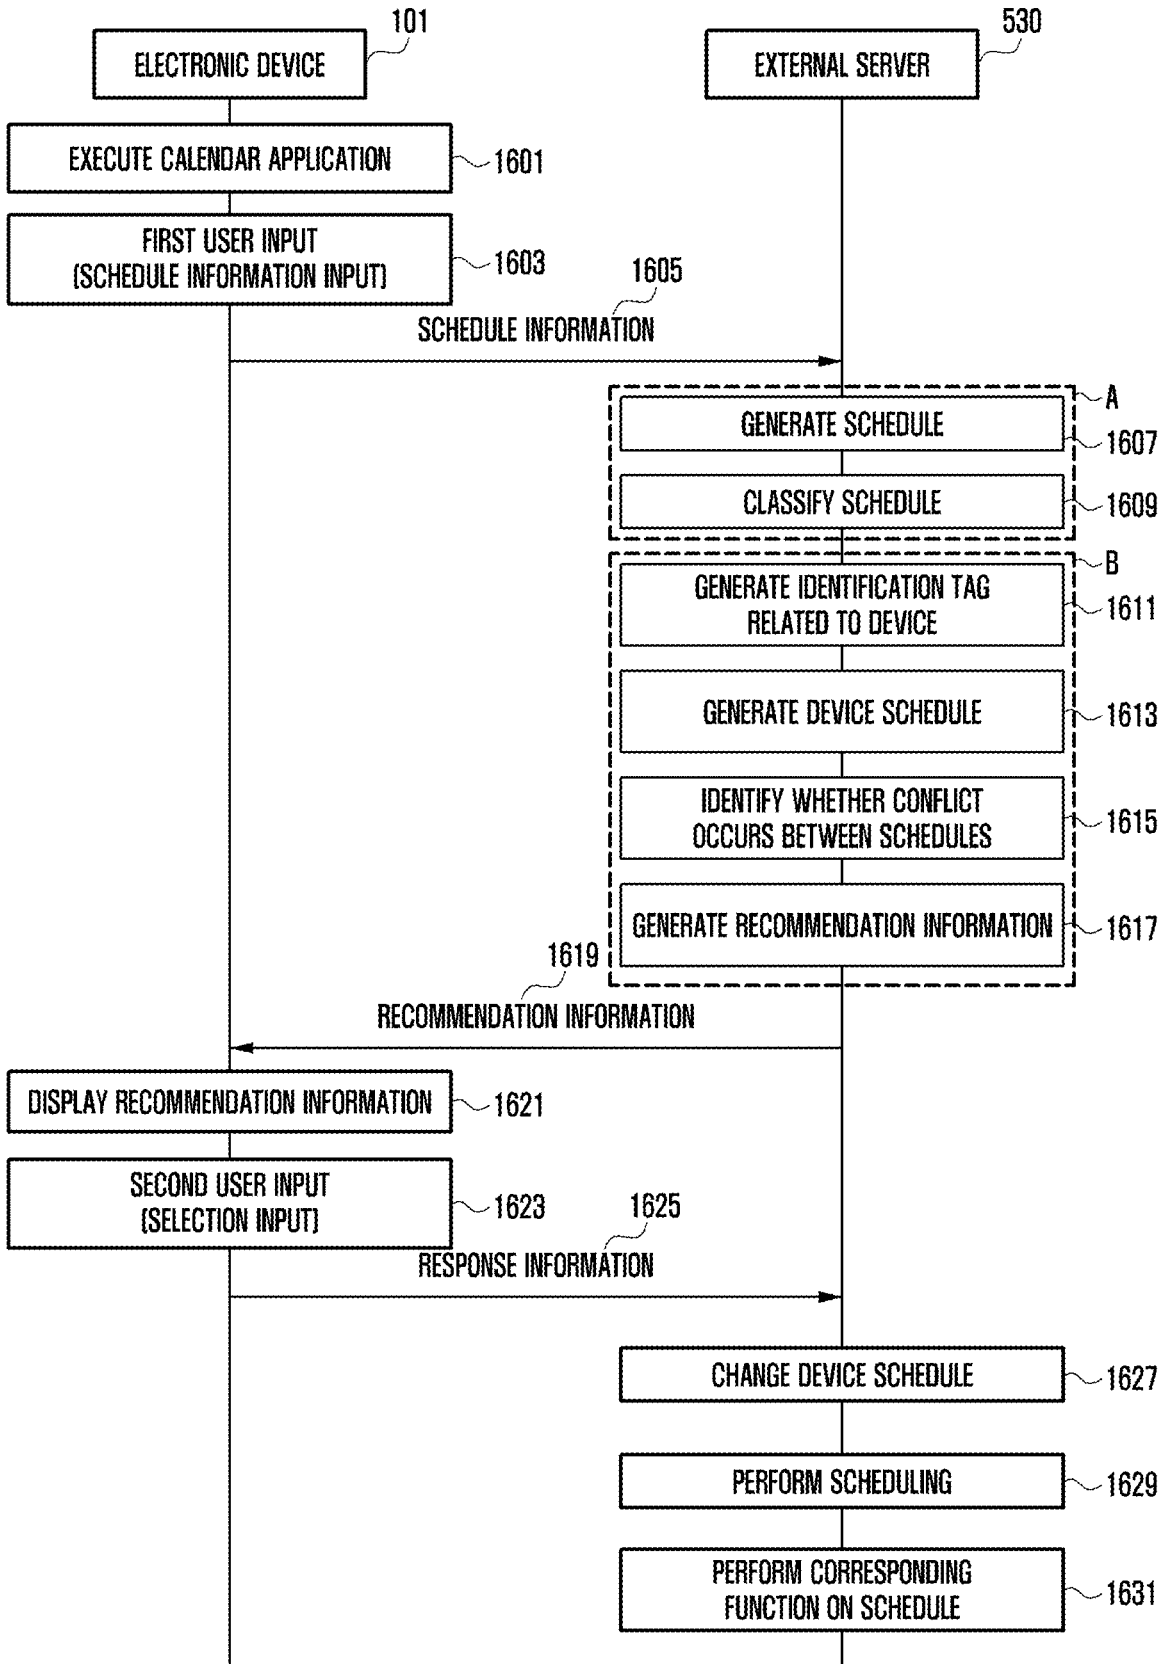 101
530
ELECTRONIC DEVICE
EXTERNAL SERVER
EXECUTE CALENDAR APPLICATION
1601
FIRST USER INPUT
(SCHEDULE INFORMATION INPUT)
1603
1605
SCHEDULE INFORMATION
A
GENERATE SCHEDULE
1607
CLASSIFY SCHEDULE
1609
B
GENERATE IDENTIFICATION TAG
RELATED TO DEVICE
1611
GENERATE DEVICE SCHEDULE
1613
IDENTIFY WHETHER CONFLICT
OCCURS BETWEEN SCHEDULES
1615
GENERATE RECOMMENDATION INFORMATION
1617
1619
RECOMMENDATION INFORMATION
DISPLAY RECOMMENDATION INFORMATION
1621
SECOND USER INPUT
(SELECTION INPUT)
1623
1625
RESPONSE INFORMATION
CHANGE DEVICE SCHEDULE
1627
PERFORM SCHEDULING
1629
PERFORM CORRESPONDING
FUNCTION ON SCHEDULE
1631